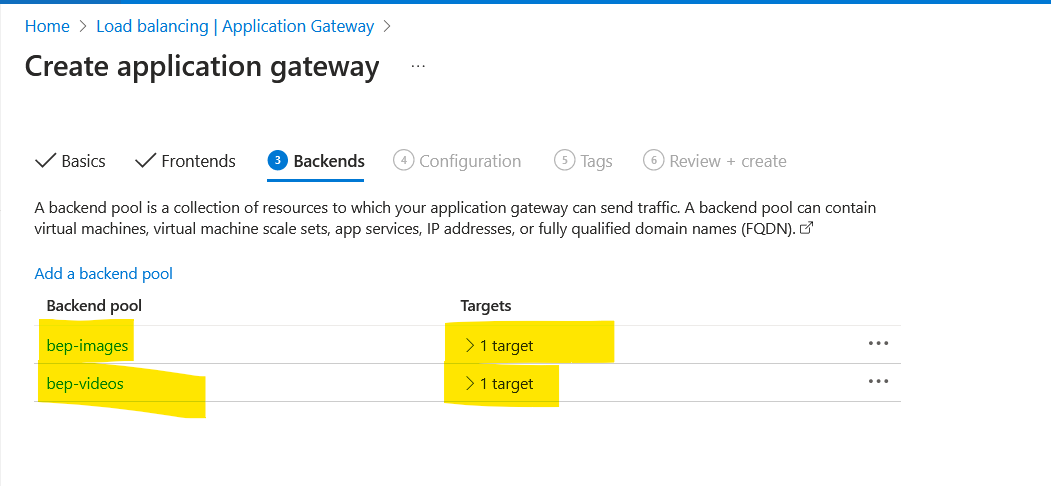 Home > Load balancing | Application Gateway >
Create application gateway ...
Basics Frontends 3 Backends 4 Configuration 5 Tags 6 Review + create
A backend pool is a collection of resources to which your application gateway can send traffic. A backend pool can contain
virtual machines, virtual machine scale sets, app services, IP addresses, or fully qualified domain names (FQDN).
Add a backend pool
Backend pool Targets
bep-images > 1 target ...
bep-videos > 1 target ...